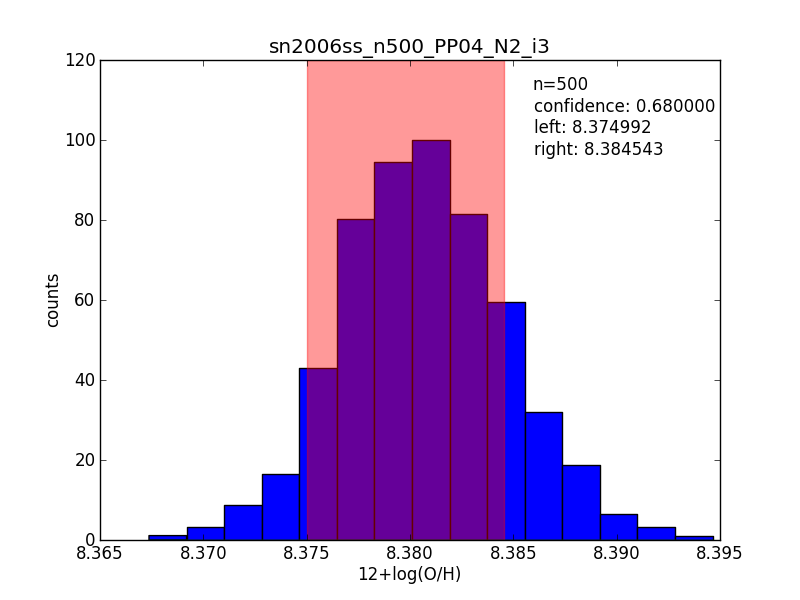 sn2006ss_n500_PP04_N2_i3
n=500
confidence: 0.680000
left: 8.374992
right: 8.384543
counts
120
100
80
60
40
20
0
8.365 8.370 8.375 8.380 8.385 8.390 8.395
12+log(O/H)